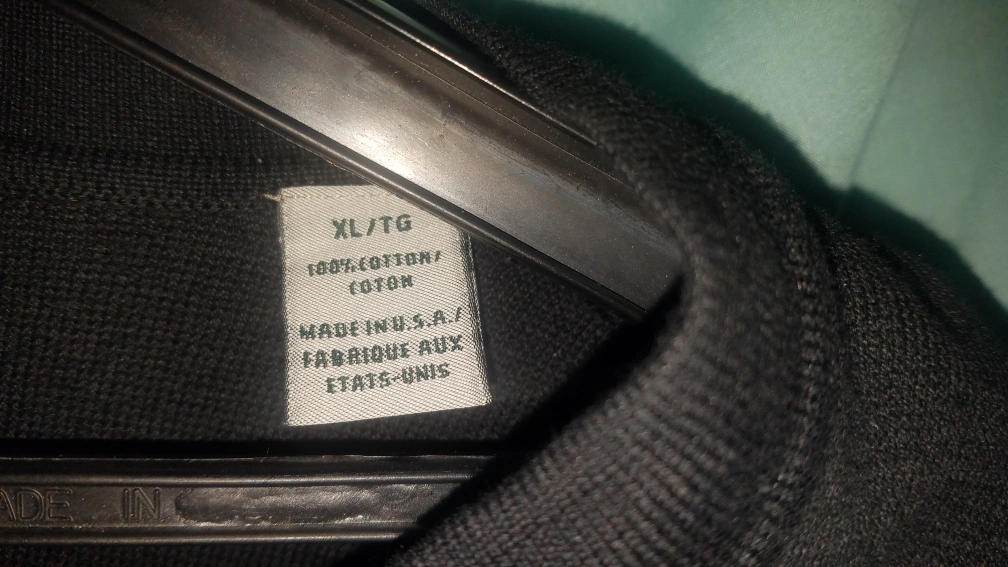 XL/TG
100% COTTON/
COTON
MADE IN U.S.A./
FABRIQUE AUX
ETATS-UNIS
ADE IN